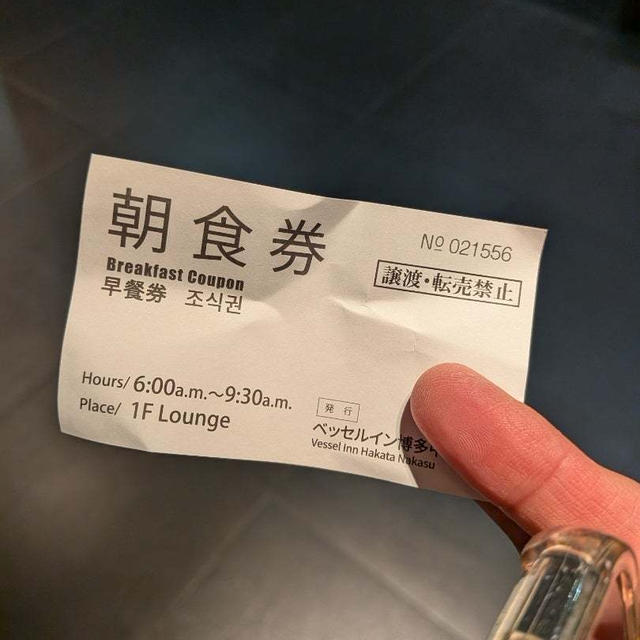 朝食券
Breakfast Coupon
早餐券 조식권
№ 021556
譲渡・転売禁止
Hours/ 6:00a.m.～9:30a.m.
Place/ 1F Lounge
発行
ベッセルイン博多中
Vessel Inn Hakata Nakasu